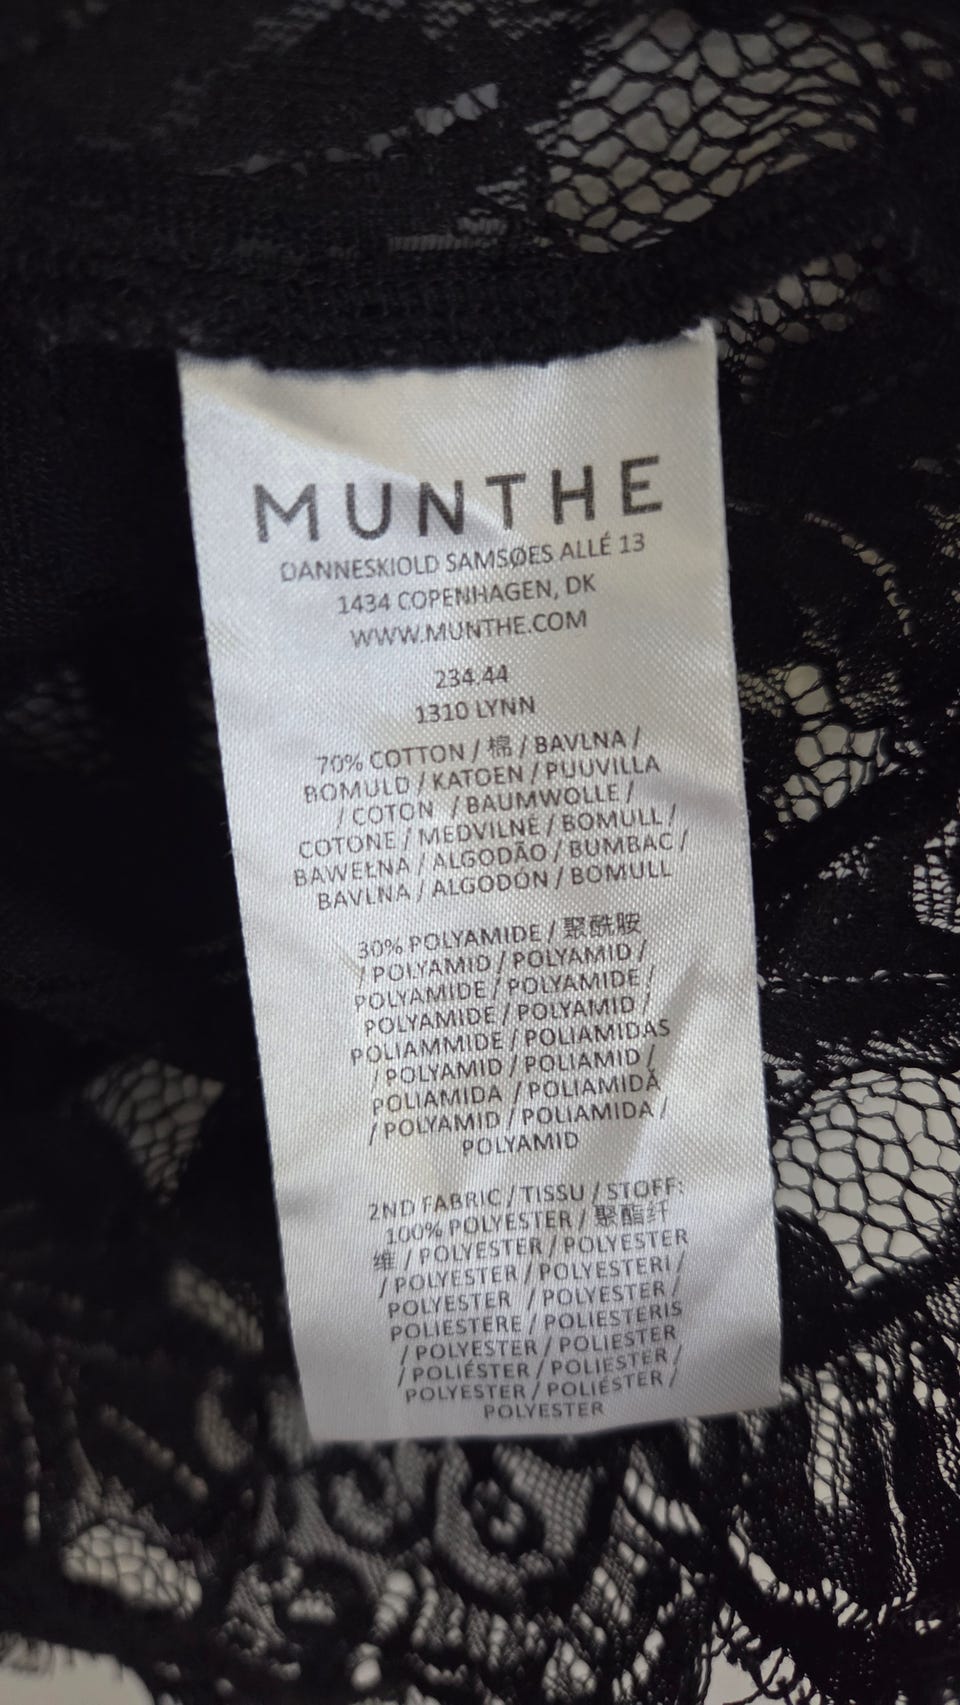 MUNTHE
DANNESKIOLD SAMSØES ALLÉ 13
1434 COPENHAGEN, DK
WWW.MUNTHE.COM
234.44
1310 LYNN
70% COTTON / 棉 / BAVLNA /
BOMULD / KATOEN / PUUVILLA
/ COTON / BAUMWOLLE /
COTONE / MEDVILNĖ / BOMULL /
BAWEŁNA / ALGODÃO / BUMBAC /
BAVLNA / ALGODÓN / BOMULL
30% POLYAMIDE / 聚酰胺
/ POLYAMID / POLYAMID /
POLYAMIDE / POLYAMIDE /
POLYAMIDE / POLYAMID /
POLIAMMIDE / POLIAMIDAS
/ POLYAMID / POLIAMID /
POLIAMIDA / POLIAMIDĂ
/ POLYAMID / POLIAMIDA /
POLYAMID
2ND FABRIC / TISSU / STOFF:
100% POLYESTER / 聚酯纤
维 / POLYESTER / POLYESTER
/ POLYESTER / POLYESTERI /
POLYESTER / POLYESTER /
POLIESTERE / POLIESTERIS
/ POLYESTER / POLIESTER
/ POLIÉSTER / POLIESTER /
POLYESTER / POLIÉSTER /
POLYESTER